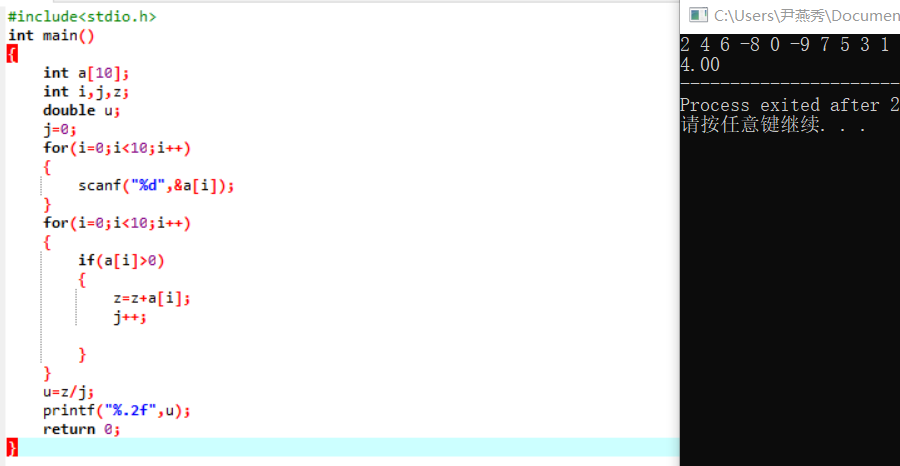 #include<stdio.h>
int main()
{
int a[10];
int i,j,z;
double u;
j=0;
for(i=0;i<10;i++)
{
scanf("%d",&a[i]);
}
for(i=0;i<10;i++)
{
if(a[i]>0)
{
z=z+a[i];
j++;
}
}
u=z/j;
printf("%.2f",u);
return 0;
}
C:\Users\尹燕秀\Documen
2 4 6 -8 0 -9 7 5 3 1
4.00
--------------------------------
Process exited after 2
请按任意键继续. . .